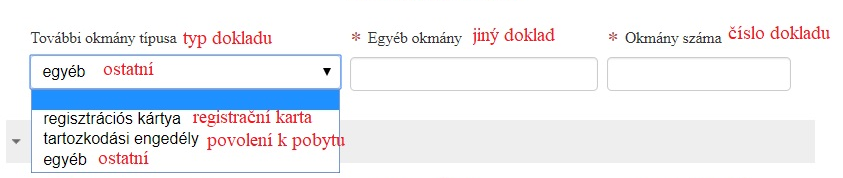 További okmány típusa typ dokladu * Egyéb okmány jiný doklad * Okmány száma číslo dokladu
egyéb ostatní
regisztrációs kártya registrační karta
tartozkodási engedély povolení k pobytu
egyéb ostatní